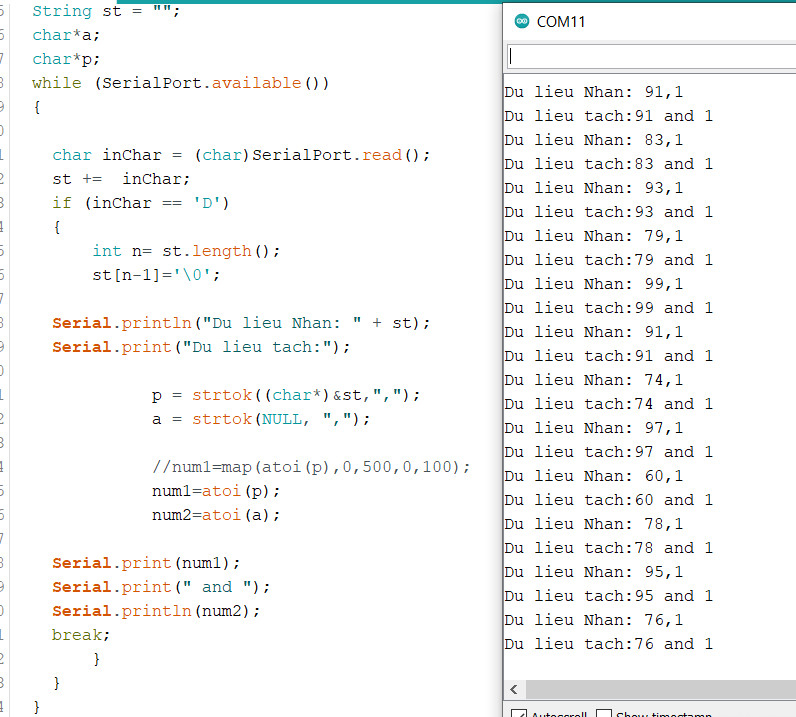 String st = "";
char*a;
char*p;
while (SerialPort.available())
{
char inChar = (char)SerialPort.read();
st += inChar;
if (inChar == 'D')
{
int n= st.length();
st[n-1]='\0';
Serial.println("Du lieu Nhan: " + st);
Serial.print("Du lieu tach:");
p = strtok((char*)&st,",");
a = strtok(NULL, ",");
//num1=map(atoi(p),0,500,0,100);
num1=atoi(p);
num2=atoi(a);
Serial.print(num1);
Serial.print(" and ");
Serial.println(num2);
break;
}
}
}
COM11
Du lieu Nhan: 91,1
Du lieu tach:91 and 1
Du lieu Nhan: 83,1
Du lieu tach:83 and 1
Du lieu Nhan: 93,1
Du lieu tach:93 and 1
Du lieu Nhan: 79,1
Du lieu tach:79 and 1
Du lieu Nhan: 99,1
Du lieu tach:99 and 1
Du lieu Nhan: 91,1
Du lieu tach:91 and 1
Du lieu Nhan: 74,1
Du lieu tach:74 and 1
Du lieu Nhan: 97,1
Du lieu tach:97 and 1
Du lieu Nhan: 60,1
Du lieu tach:60 and 1
Du lieu Nhan: 78,1
Du lieu tach:78 and 1
Du lieu Nhan: 95,1
Du lieu tach:95 and 1
Du lieu Nhan: 76,1
Du lieu tach:76 and 1
Autoscroll Show timestamp